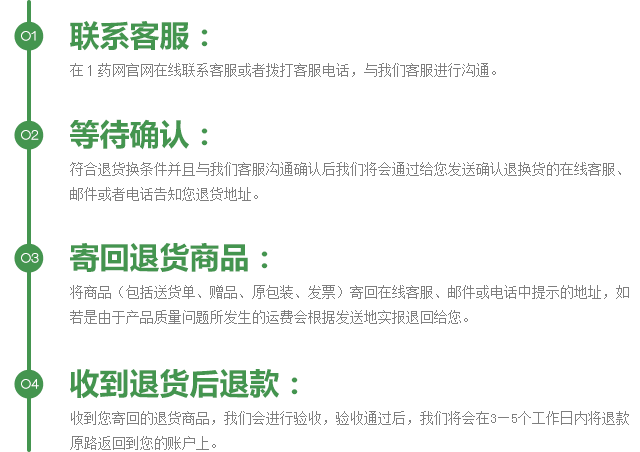 01
联系客服：
在 1 药网官网在线联系客服或者拨打客服电话，与我们客服进行沟通。
02
等待确认：
符合退货换条件并且与我们客服沟通确认后我们将会通过给您发送确认退换货的在线客服、
邮件或者电话告知您退货地址。
03
寄回退货商品：
将商品（包括送货单、赠品、原包装、发票）寄回在线客服、邮件或电话中提示的地址，如
若是由于产品质量问题所发生的运费会根据发送地实报退回给您。
04
收到退货后退款：
收到您寄回的退货商品，我们会进行验收，验收通过后，我们将会在3一5个工作日内将退款
原路返回到您的账户上。